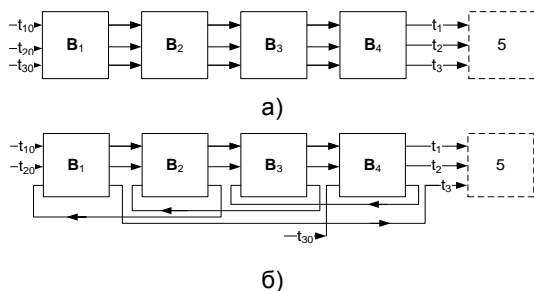 t₁₀ B₁ B₂ B₃ B₄ t₁ 5
t₂₀ t₂
t₃₀ t₃
а)
t₁₀ B₁ B₂ B₃ B₄ t₁ 5
t₂₀ t₂
t₃
t₃₀
б)